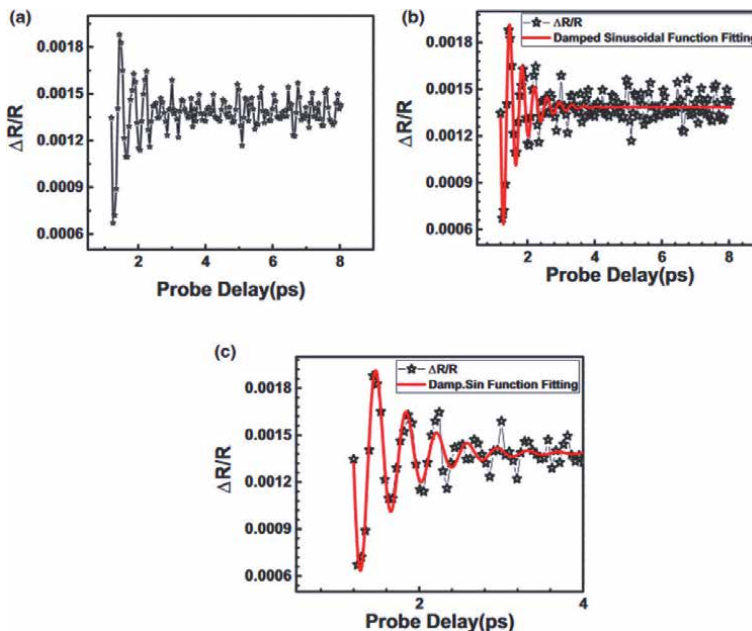 (a)
0.0018
0.0015
0.0012
0.0009
0.0006
ΔR/R
2
4
6
8
Probe Delay(ps)
(b)
ΔR/R
Damped Sinusoidal Function Fitting
0.0018
0.0015
0.0012
0.0009
0.0006
ΔR/R
2
4
6
8
Probe Delay(ps)
(c)
ΔR/R
Damp.Sin Function Fitting
0.0018
0.0015
0.0012
0.0009
0.0006
ΔR/R
2
4
Probe Delay(ps)